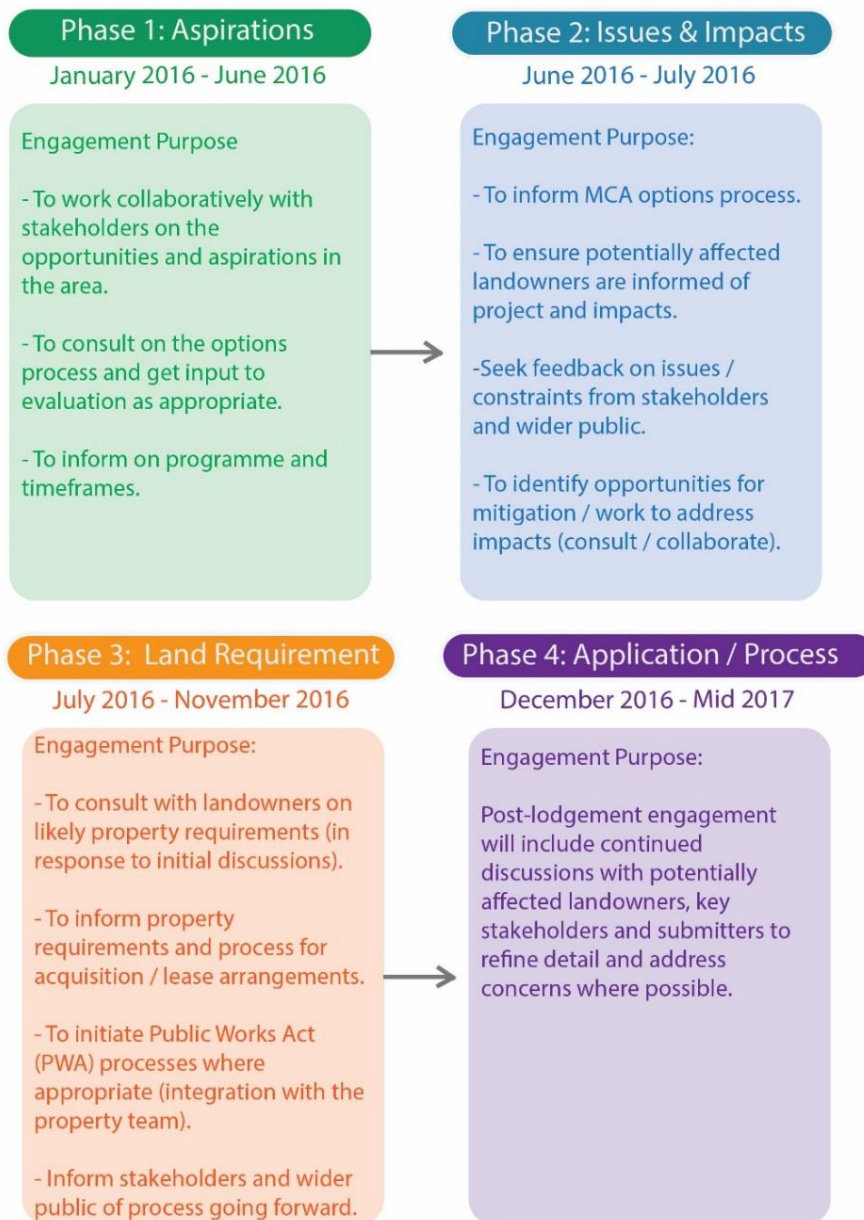 Phase 1: Aspirations
January 2016 - June 2016
Engagement Purpose
- To work collaboratively with
stakeholders on the
opportunities and aspirations in
the area.
- To consult on the options
process and get input to
evaluation as appropriate.
- To inform on programme and
timeframes.
Phase 2: Issues & Impacts
June 2016 - July 2016
Engagement Purpose:
- To inform MCA options process.
- To ensure potentially affected
landowners are informed of
project and impacts.
-Seek feedback on issues /
constraints from stakeholders
and wider public.
- To identify opportunities for
mitigation / work to address
impacts (consult / collaborate).
Phase 3: Land Requirement
July 2016 - November 2016
Engagement Purpose:
- To consult with landowners on
likely property requirements (in
response to initial discussions).
- To inform property
requirements and process for
acquisition / lease arrangements.
- To initiate Public Works Act
(PWA) processes where
appropriate (integration with the
property team).
- Inform stakeholders and wider
public of process going forward.
Phase 4: Application / Process
December 2016 - Mid 2017
Engagement Purpose:
Post-lodgement engagement
will include continued
discussions with potentially
affected landowners, key
stakeholders and submitters to
refine detail and address
concerns where possible.